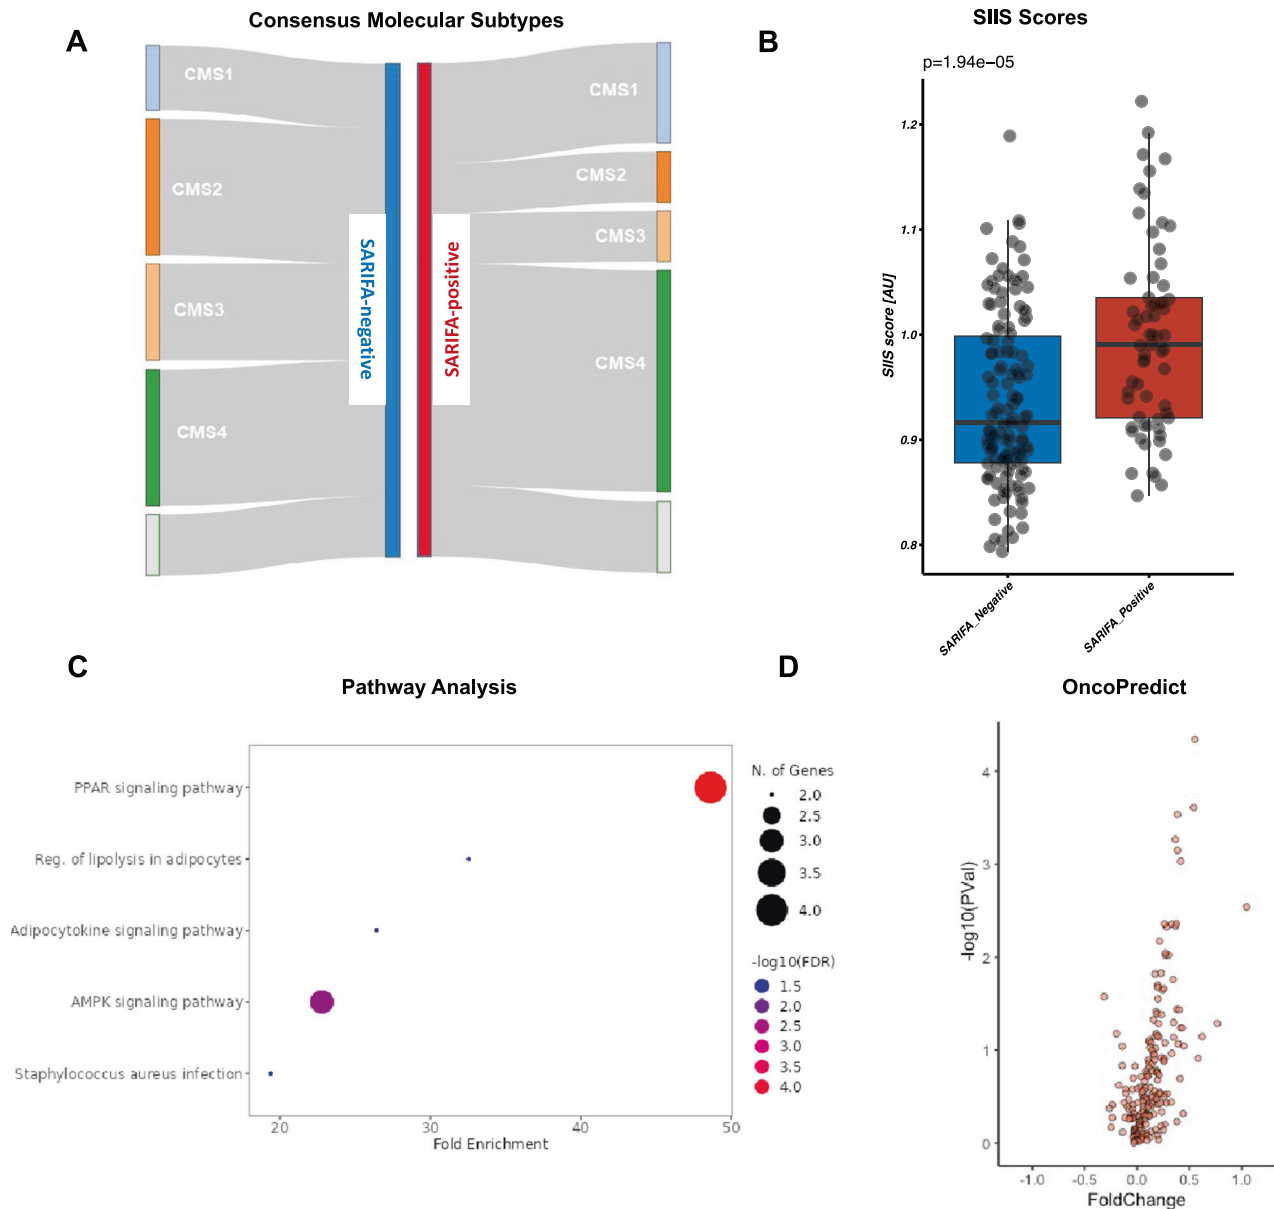 Consensus Molecular Subtypes
A
CMS1
CMS2
CMS3
CMS4
SARIFA-negative
SARIFA-positive
CMS1
CMS2
CMS3
CMS4
SIIS Scores
B
p=1.94e−05
1.2
1.1
1.0
0.9
0.8
SIIS score [AU]
SARIFA_Negative
SARIFA_Positive
C
Pathway Analysis
PPAR signaling pathway
Reg. of lipolysis in adipocytes
Adipocytokine signaling pathway
AMPK signaling pathway
Staphylococcus aureus infection
20 30 40 50
Fold Enrichment
N. of Genes
2.0
2.5
3.0
3.5
4.0
-log10(FDR)
1.5
2.0
2.5
3.0
3.5
4.0
D
OncoPredict
4
3
2
1
0
-log10(PVal)
-1.0 -0.5 0.0 0.5 1.0
FoldChange